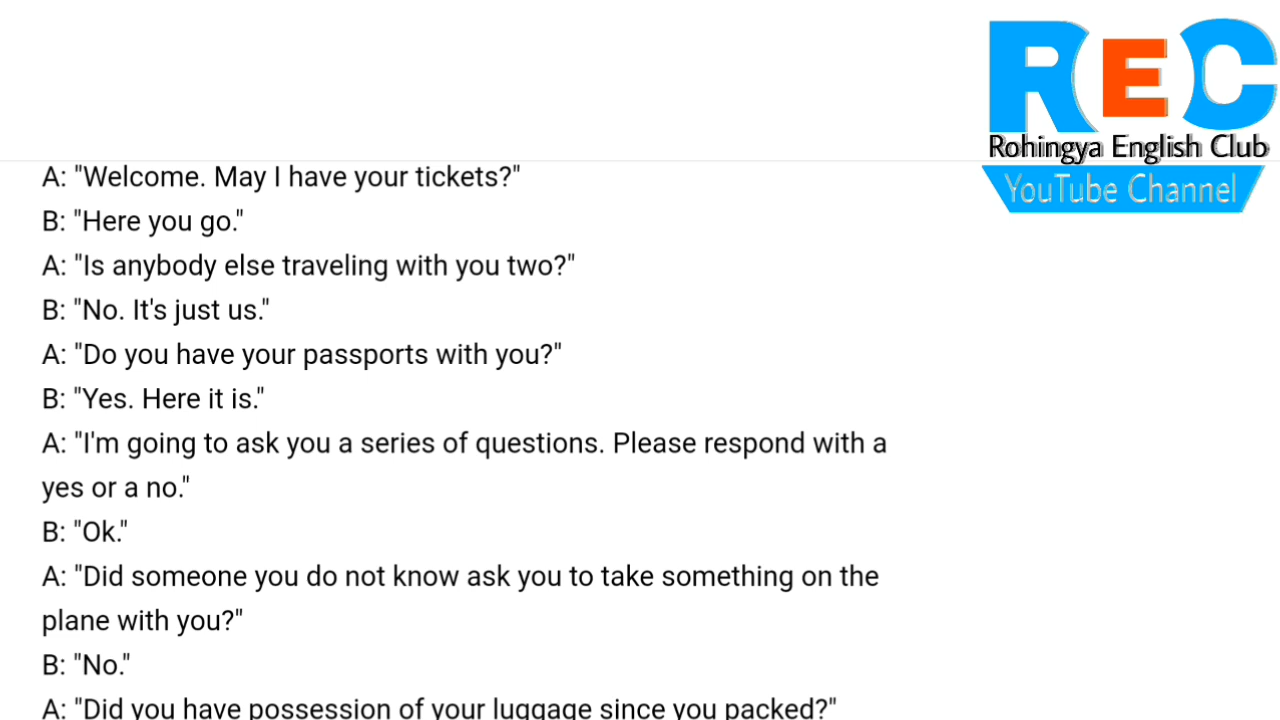 REC
Rohingya English Club
YouTube Channel
A: "Welcome. May I have your tickets?"
B: "Here you go."
A: "Is anybody else traveling with you two?"
B: "No. It's just us."
A: "Do you have your passports with you?"
B: "Yes. Here it is."
A: "I'm going to ask you a series of questions. Please respond with a
yes or a no."
B: "Ok."
A: "Did someone you do not know ask you to take something on the
plane with you?"
B: "No."
A: "Did you have possession of your luggage since you packed?"